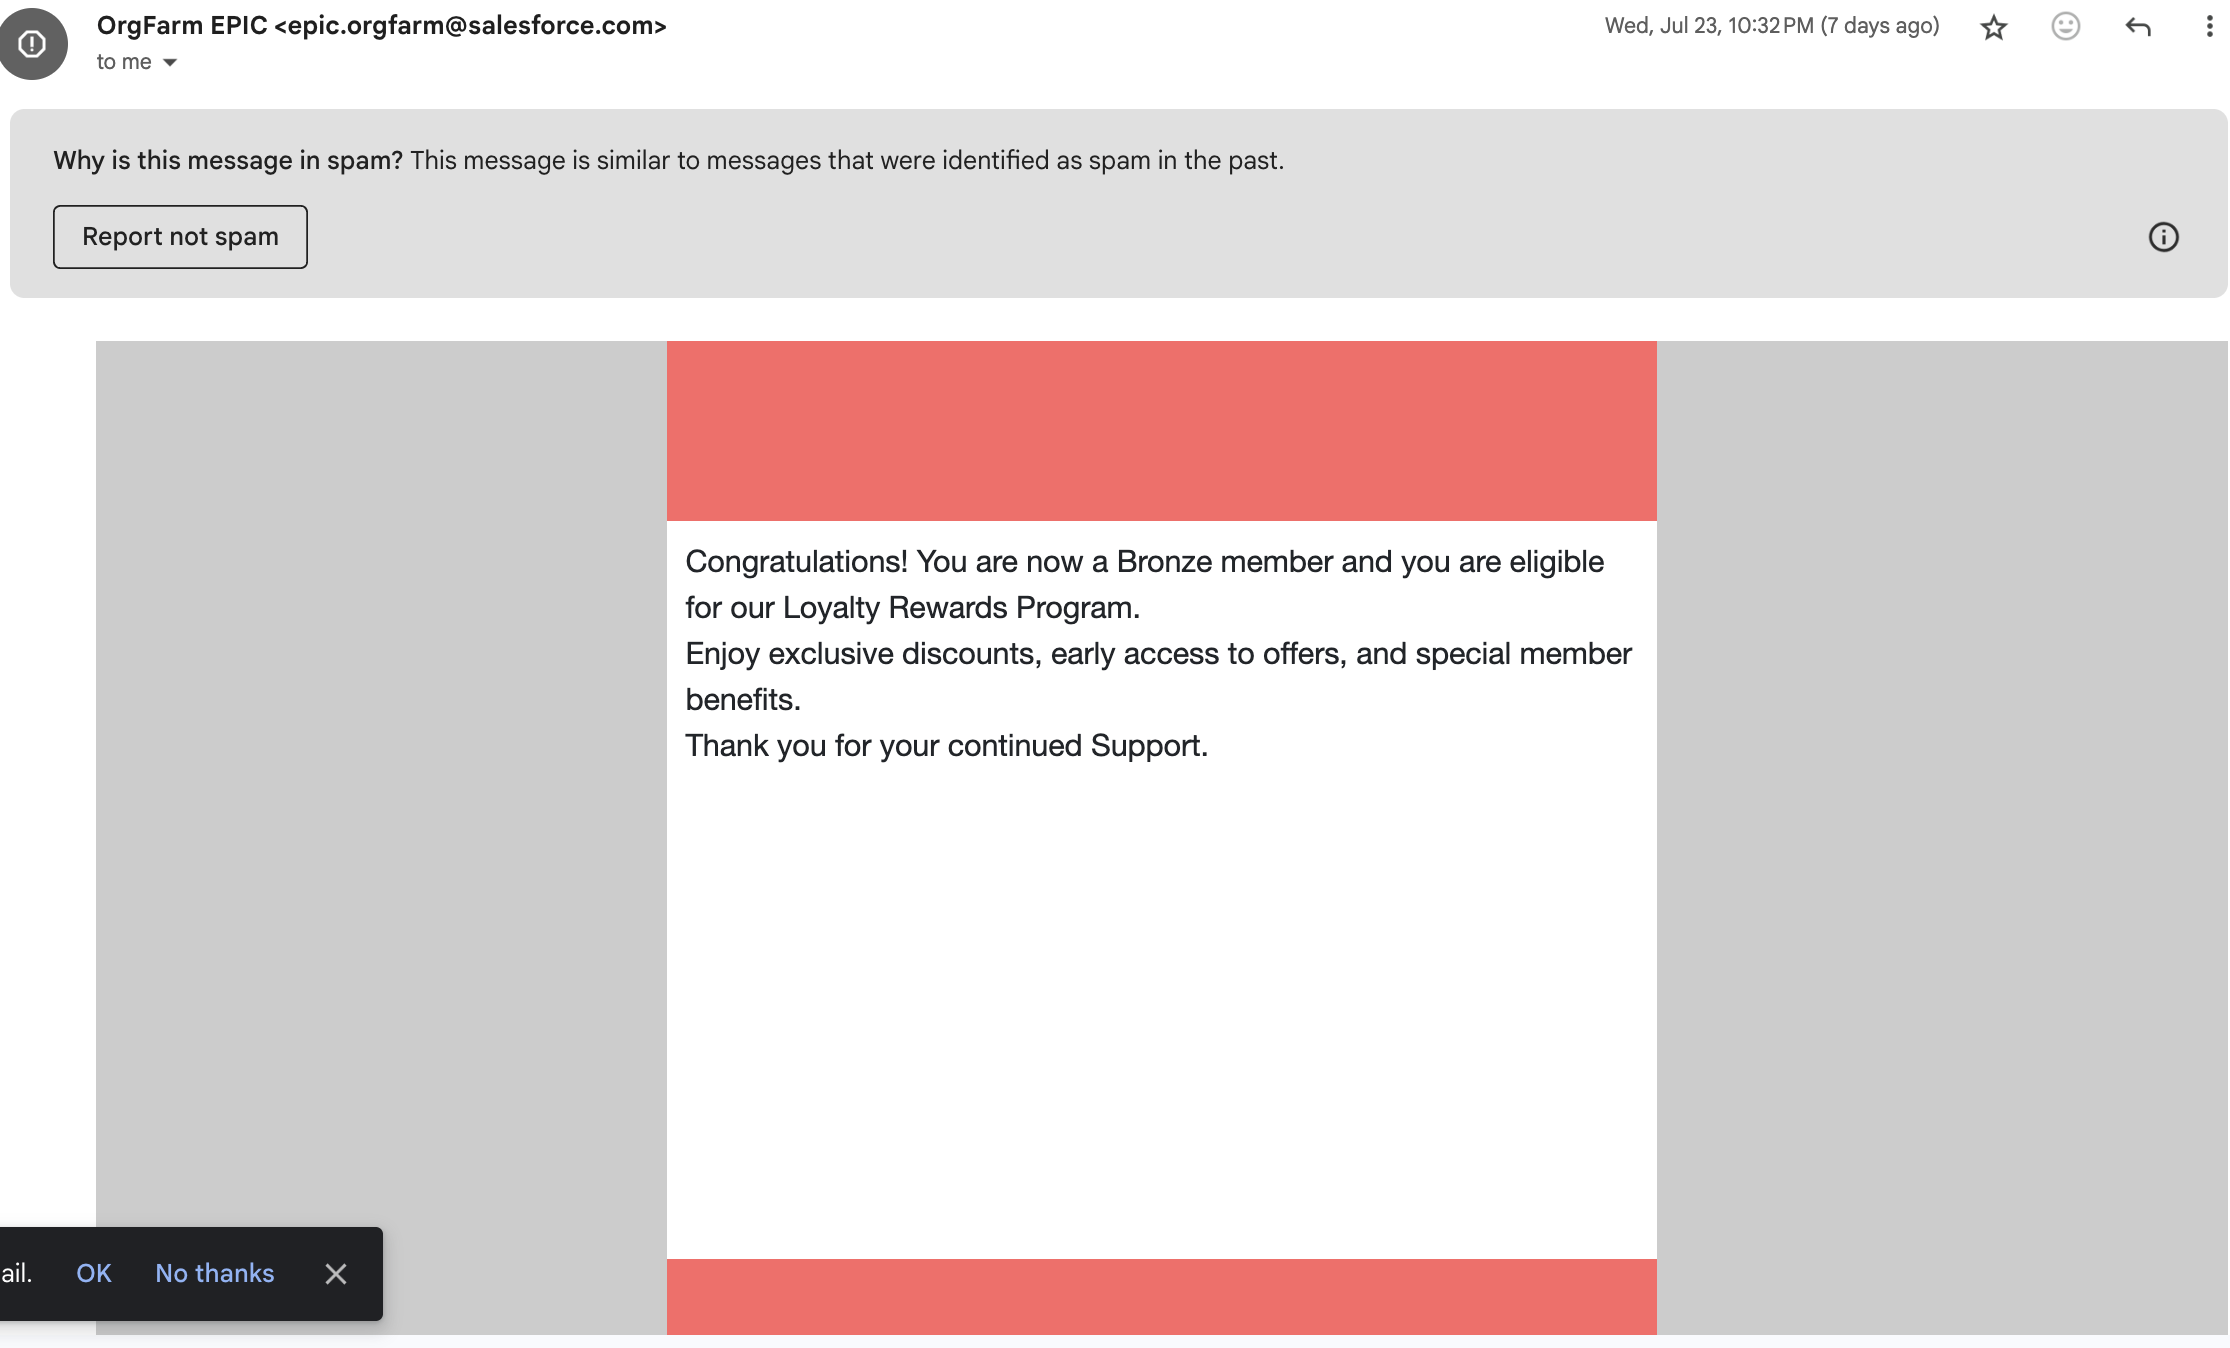 OrgFarm EPIC <epic.orgfarm@salesforce.com>
Wed, Jul 23, 10:32 PM (7 days ago)
to me
Why is this message in spam? This message is similar to messages that were identified as spam in the past.
Report not spam
Congratulations! You are now a Bronze member and you are eligible
for our Loyalty Rewards Program.
Enjoy exclusive discounts, early access to offers, and special member
benefits.
Thank you for your continued Support.
ail. OK No thanks